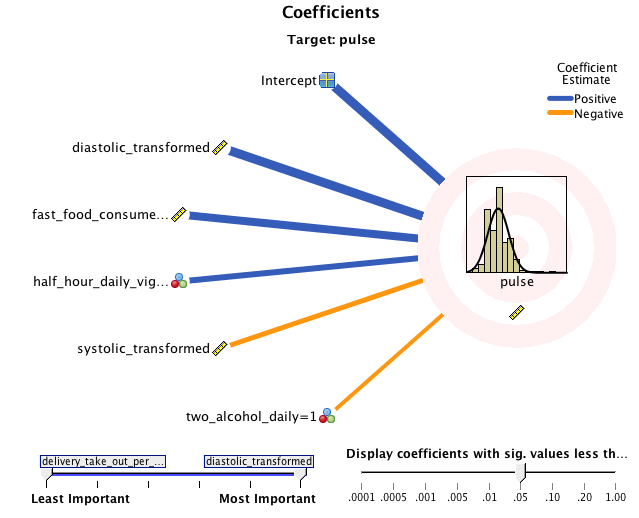 Coefficients
Target: pulse
Coefficient
Estimate
Positive
Negative
Intercept
diastolic_transformed
fast_food_consume...
half_hour_daily_vig...
systolic_transformed
two_alcohol_daily=1
pulse
delivery_take_out_per_...
diastolic_transformed
Least Important
Most Important
Display coefficients with sig. values less th...
.0001 .0005 .001 .005 .01 .05 .10 .20 1.00